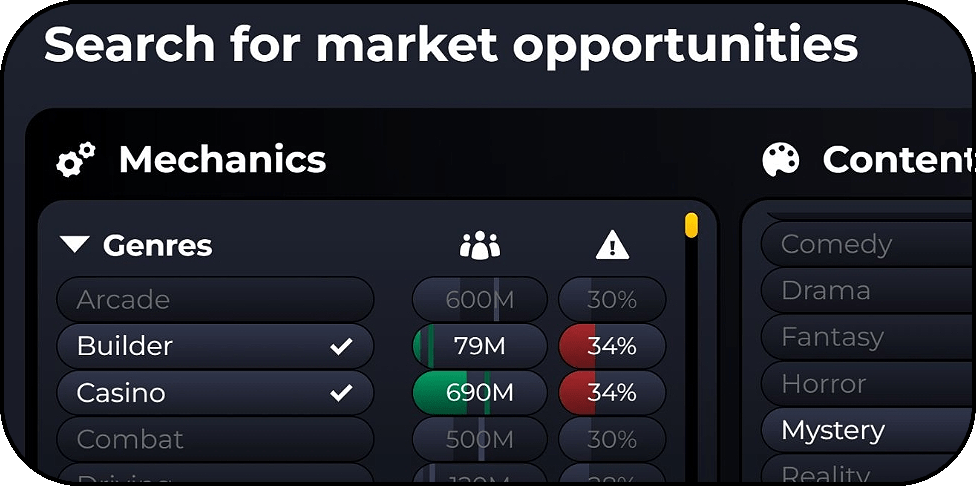 Search for market opportunities
Mechanics
Genres
Arcade 600M 30%
Builder 79M 34%
Casino 690M 34%
Combat 500M 30%
Content
Comedy
Drama
Fantasy
Horror
Mystery
Reality